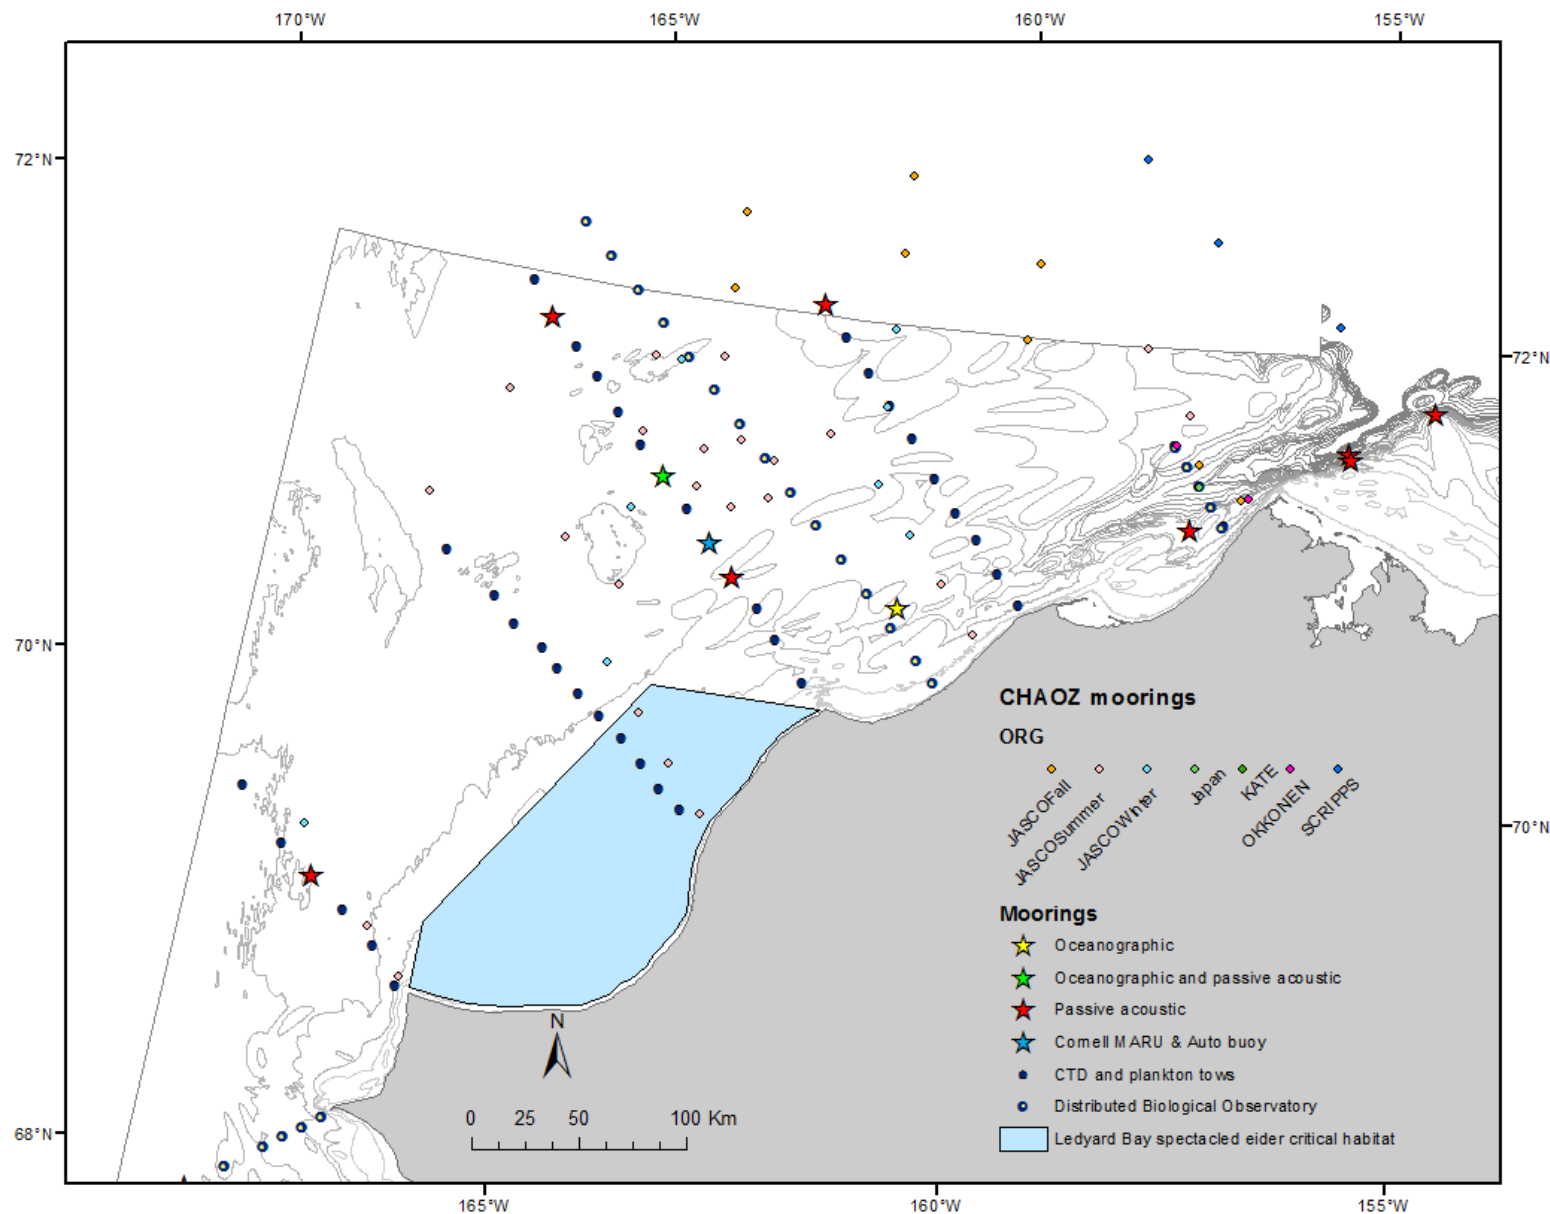 170°W 165°W 160°W 155°W
72°N
72°N
70°N
70°N
68°N
CHAOZ moorings
ORG
JASCOFall
JASCOSummer
JASCOWinter
Japan
KATE
OKKONEN
SCRIPPS
Moorings
Oceanographic
Oceanographic and passive acoustic
Passive acoustic
Cornell MARU & Auto buoy
CTD and plankton tows
Distributed Biological Observatory
Ledyard Bay spectacled eider critical habitat
N
0 25 50 100 Km
165°W 160°W 155°W